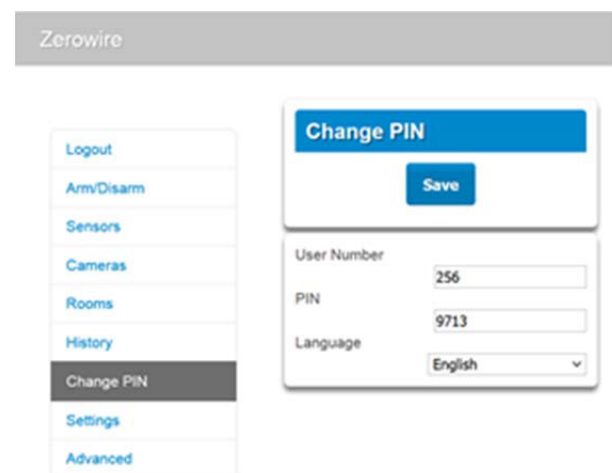 Zerowire
Logout
Arm/Disarm
Sensors
Cameras
Rooms
History
Change PIN
Settings
Advanced
Change PIN
Save
User Number
256
PIN
9713
Language
English